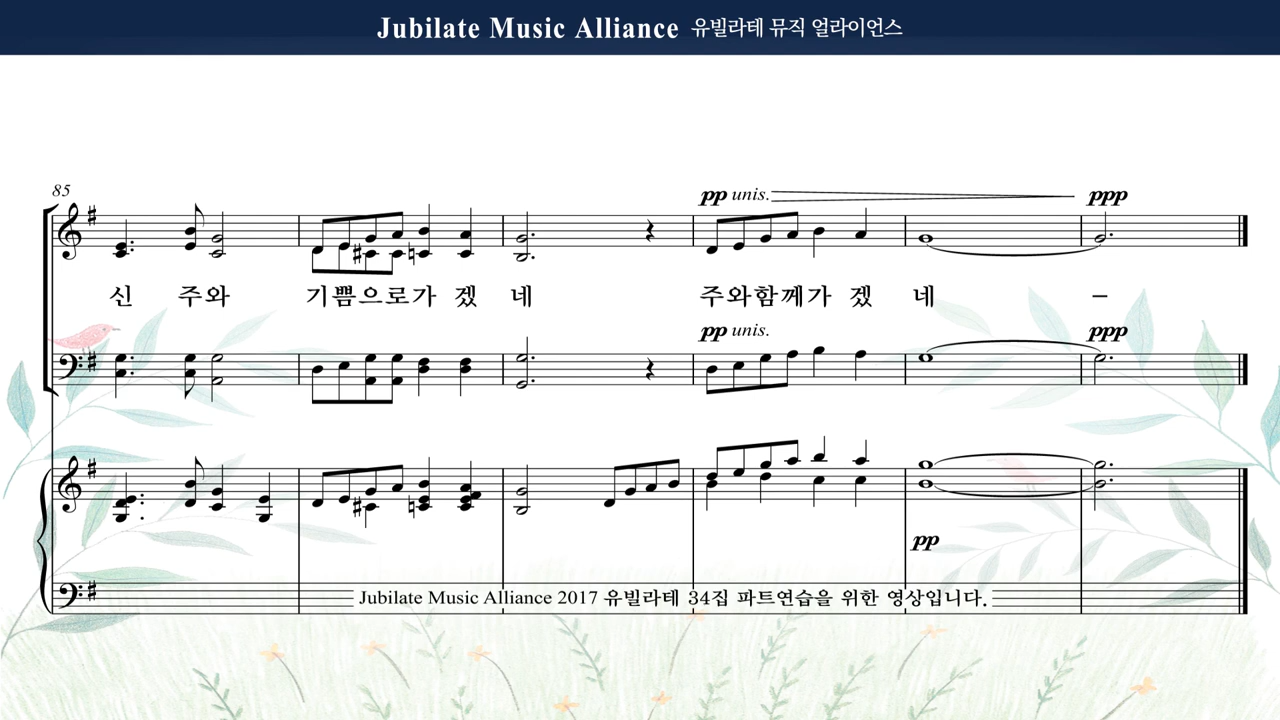 Jubilate Music Alliance 유빌라테 뮤직 얼라이언스
85
pp unis. ppp
신 주와 기쁨으로가 겠 네 주와함께가 겠 네 –
pp unis. ppp
pp
Jubilate Music Alliance 2017 유빌라테 34집 파트연습을 위한 영상입니다.